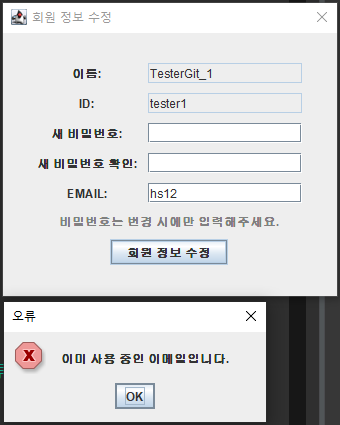 회원 정보 수정
이름: TesterGit_1
ID: tester1
새 비밀번호:
새 비밀번호 확인:
EMAIL: hs12
비밀번호는 변경 시에만 입력해주세요.
회원 정보 수정
오류
이미 사용 중인 이메일입니다.
OK